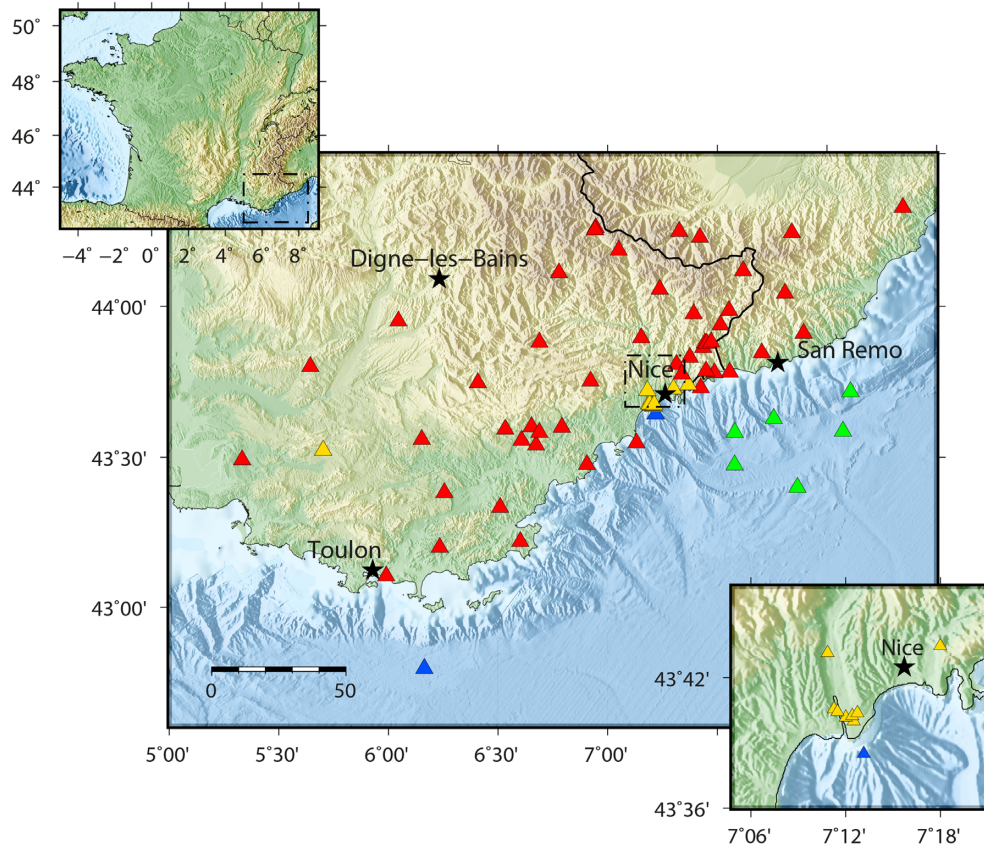 50˚
48˚
46˚
44˚
−4˚ −2˚ 0˚ 2˚ 4˚ 6˚ 8˚
Digne−les−Bains
44˚00'
San Remo
Nice
43˚30'
Toulon
43˚00'
0 50
5˚00' 5˚30' 6˚00' 6˚30' 7˚00'
Nice
43˚42'
43˚36'
7˚06' 7˚12' 7˚18'